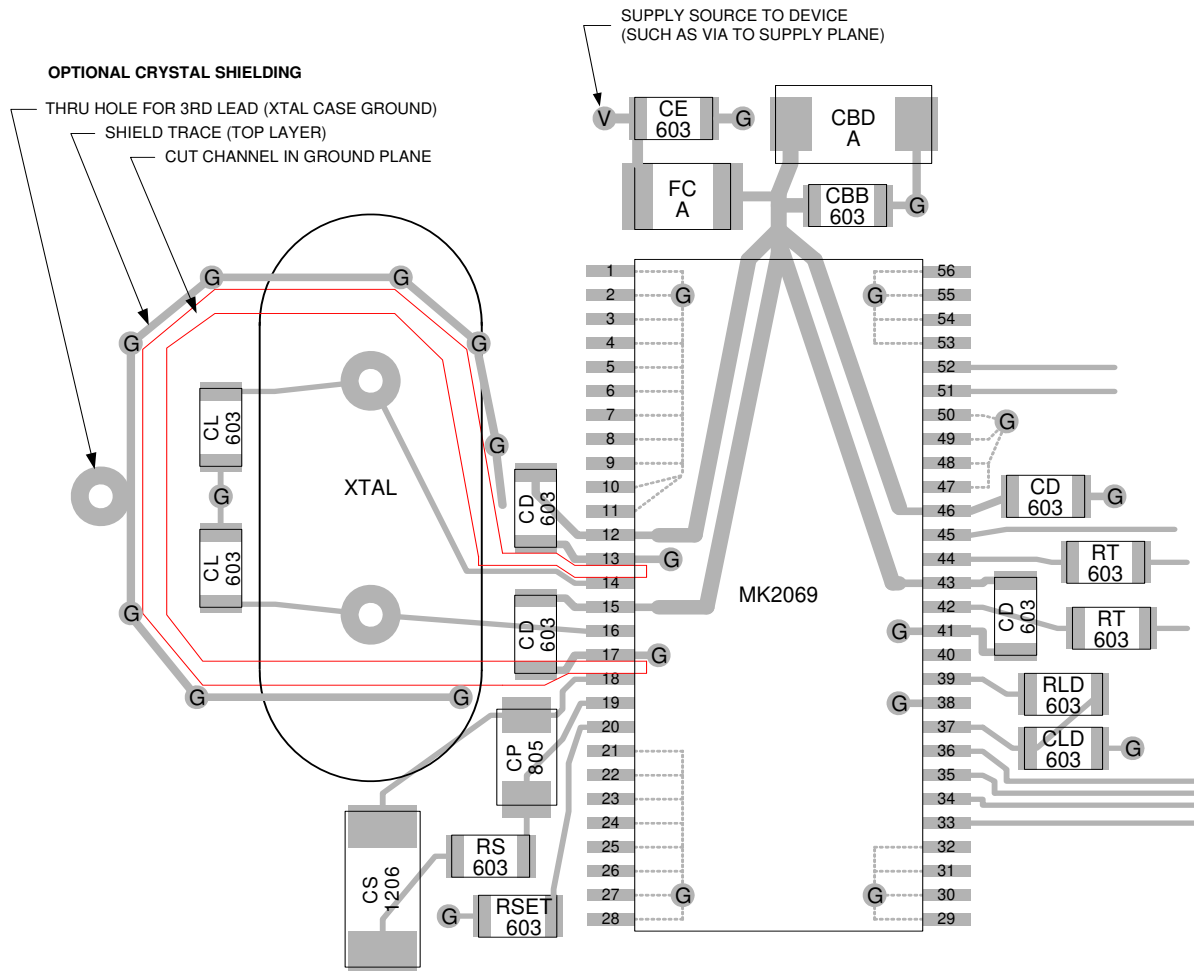 SUPPLY SOURCE TO DEVICE
(SUCH AS VIA TO SUPPLY PLANE)
OPTIONAL CRYSTAL SHIELDING
THRU HOLE FOR 3RD LEAD (XTAL CASE GROUND)
SHIELD TRACE (TOP LAYER)
CUT CHANNEL IN GROUND PLANE
V
CE
603
G
CBD
A
FC
A
CBB
603
G
G
G
G
G
G
G
G
CL
603
G
CL
603
XTAL
G
G
CD
603
CD
603
1
2
3
4
5
6
7
8
9
10
11
12
13
14
15
16
17
18
19
20
21
22
23
24
25
26
27
28
G
G
G
G
MK2069
G
G
G
G
56
55
54
53
52
51
50
49
48
47
46
45
44
43
42
41
40
39
38
37
36
35
34
33
32
31
30
29
G
CD
603
G
RT
603
CD
603
RT
603
RLD
603
CLD
603
G
CP
805
CS
1206
RS
603
G
RSET
603